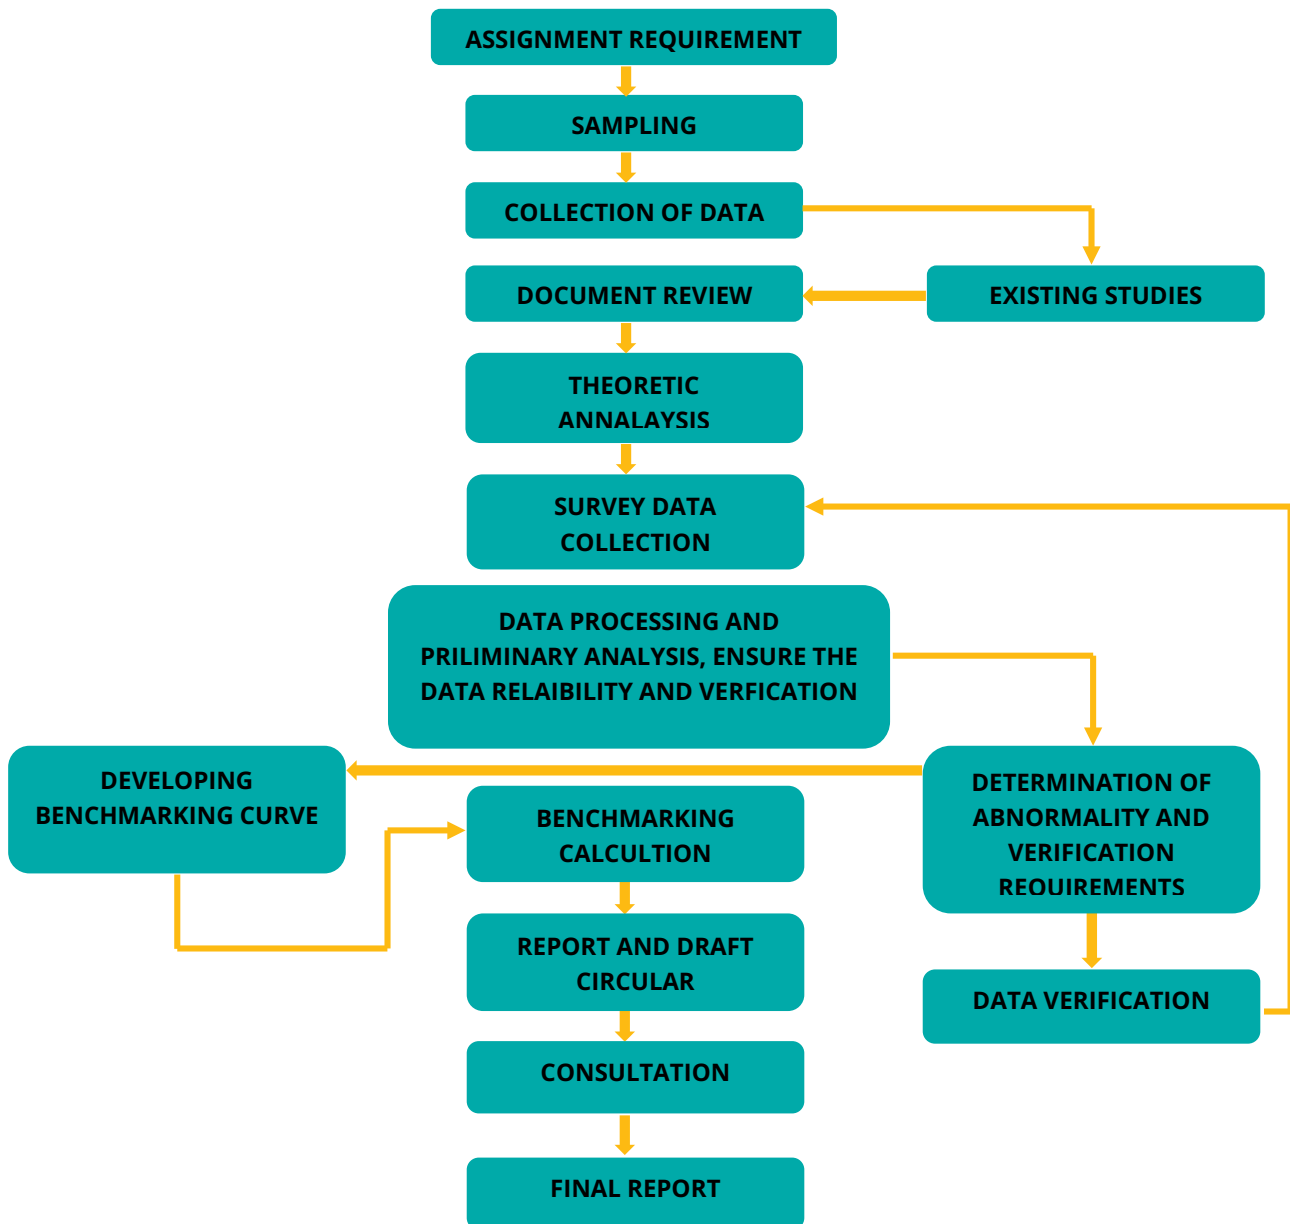 ASSIGNMENT REQUIREMENT
SAMPLING
COLLECTION OF DATA
DOCUMENT REVIEW
EXISTING STUDIES
THEORETIC
ANNALAYSIS
SURVEY DATA
COLLECTION
DATA PROCESSING AND
PRILIMINARY ANALYSIS, ENSURE THE
DATA RELAIBILITY AND VERFICATION
DETERMINATION OF
ABNORMALITY AND
VERIFICATION
REQUIREMENTS
DEVELOPING
BENCHMARKING CURVE
BENCHMARKING
CALCULTION
REPORT AND DRAFT
CIRCULAR
DATA VERIFICATION
CONSULTATION
FINAL REPORT